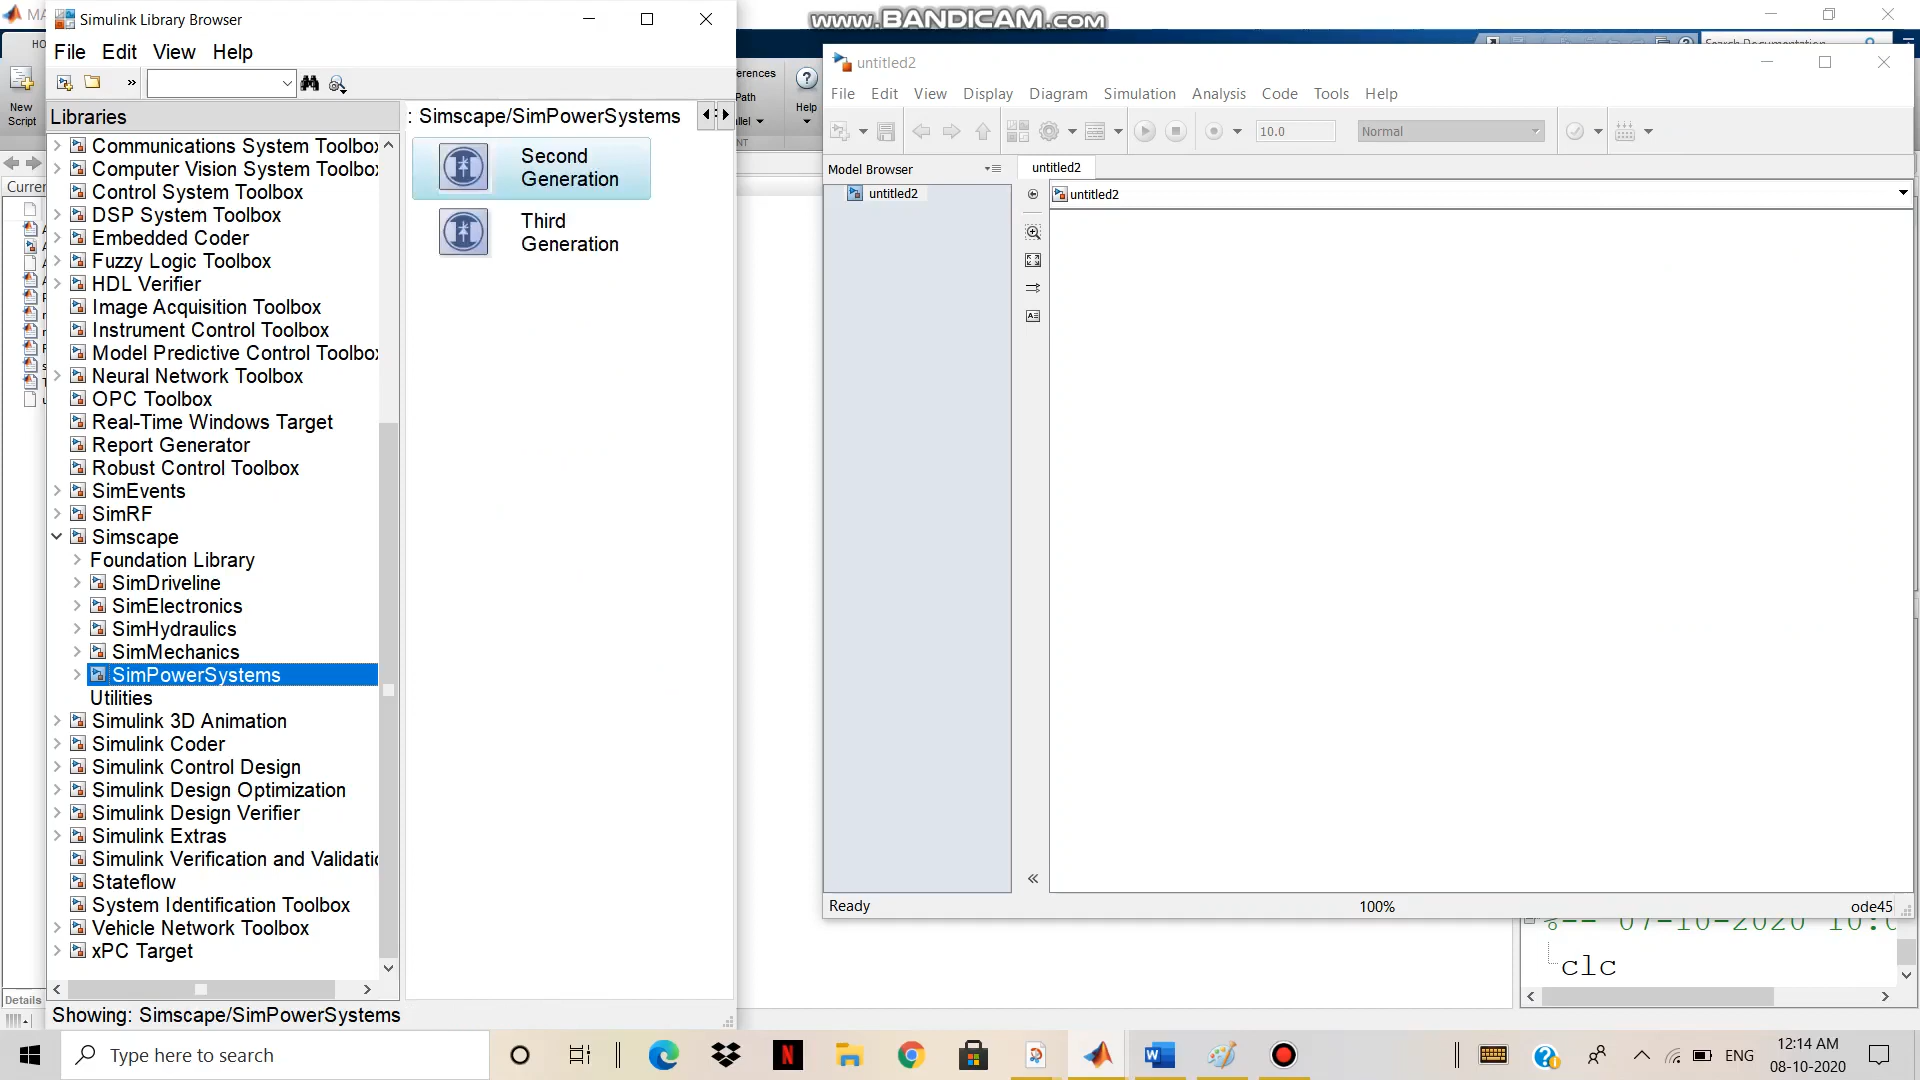 Simulink Library Browser
File Edit View Help
»
Libraries
Communications System Toolbox
Computer Vision System Toolbox
Control System Toolbox
DSP System Toolbox
Embedded Coder
Fuzzy Logic Toolbox
HDL Verifier
Image Acquisition Toolbox
Instrument Control Toolbox
Model Predictive Control Toolbox
Neural Network Toolbox
OPC Toolbox
Real-Time Windows Target
Report Generator
Robust Control Toolbox
SimEvents
SimRF
Simscape
Foundation Library
SimDriveline
SimElectronics
SimHydraulics
SimMechanics
SimPowerSystems
Utilities
Simulink 3D Animation
Simulink Coder
Simulink Control Design
Simulink Design Optimization
Simulink Design Verifier
Simulink Extras
Simulink Verification and Validatio
Stateflow
System Identification Toolbox
Vehicle Network Toolbox
xPC Target
Showing: Simscape/SimPowerSystems
: Simscape/SimPowerSystems
Second
Generation
Third
Generation
New
Script
Details
Help
www.BANDICAM.com
Search Documentation
untitled2
File Edit View Display Diagram Simulation Analysis Code Tools Help
10.0
Normal
Model Browser
untitled2
untitled2
untitled2
Ready
100%
ode45
clc
Type here to search
ENG
12:14 AM
08-10-2020